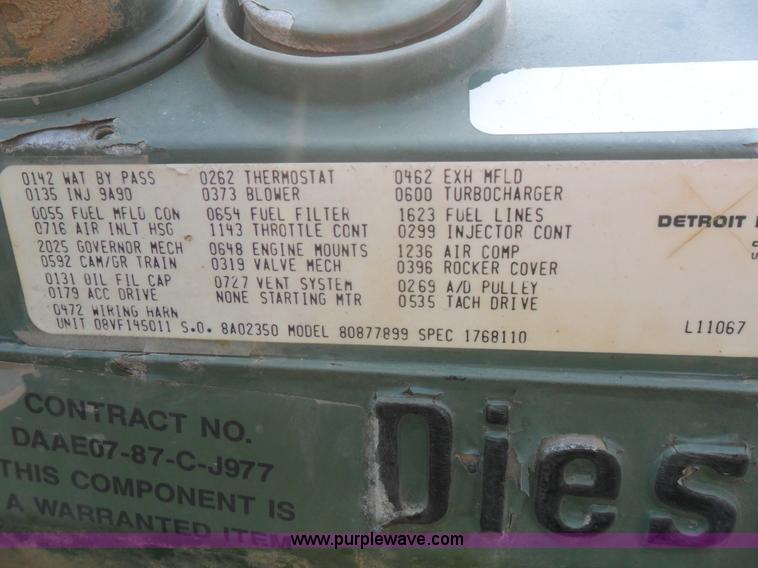 0142 WAT BY PASS 0262 THERMOSTAT 0462 EXH MFLD
0135 INJ 9A90 0373 BLOWER 0600 TURBOCHARGER
0055 FUEL MFLD CON 0654 FUEL FILTER 1623 FUEL LINES
0716 AIR INLT HSG 1143 THROTTLE CONT 0299 INJECTOR CONT
2025 GOVERNOR MECH 0648 ENGINE MOUNTS 1236 AIR COMP
0592 CAM/GR TRAIN 0319 VALVE MECH 0396 ROCKER COVER
0131 OIL FIL CAP 0727 VENT SYSTEM 0269 A/D PULLEY
0179 ACC DRIVE NONE STARTING MTR 0535 TACH DRIVE
0472 WIRING HARN
UNIT 08VF145011 S.O. 8A02350 MODEL 80877899 SPEC 1768110
DETROIT
L11067
CONTRACT NO.
DAAE07-87-C-J977
THIS COMPONENT IS
A WARRANTED ITEM
Dies
www.purplewave.com